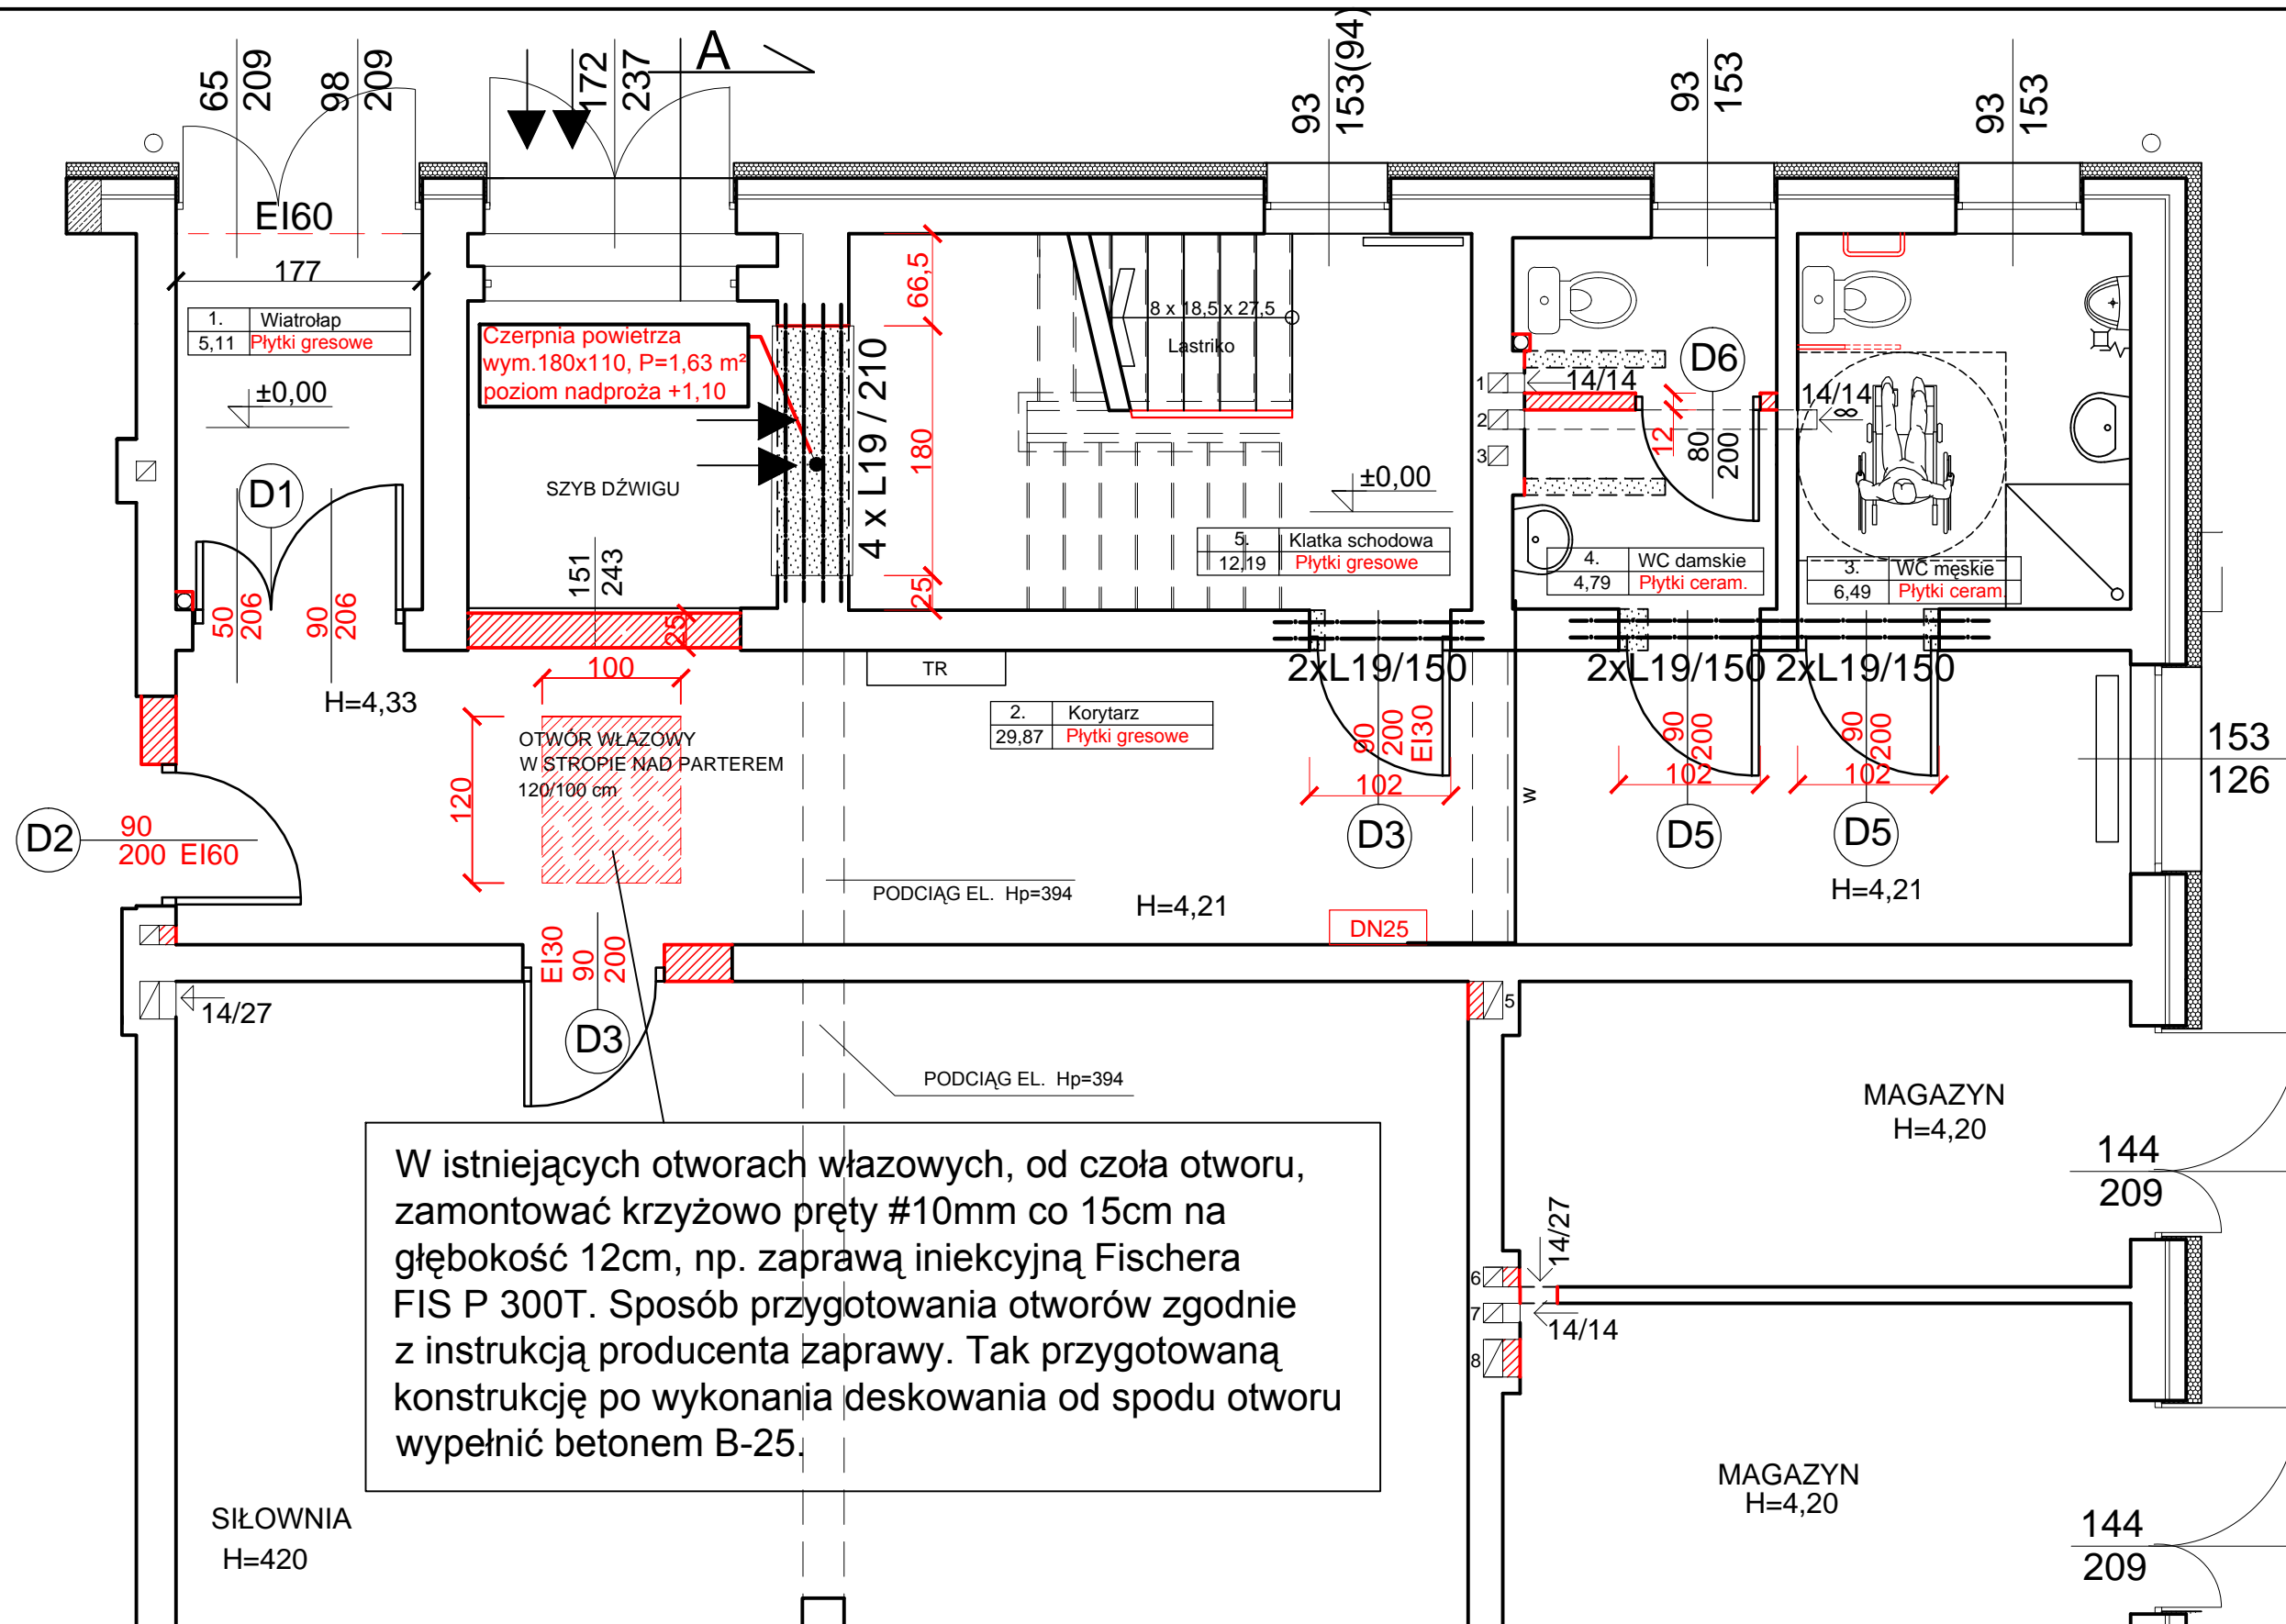 65
209
98
209
172
237
A
93
153(94)
93
153
93
153
EI60
177
1. Wiatrołap
5,11 Płytki gresowe
±0,00
Czerpnia powietrza
wym.180x110, P=1,63 m²
poziom nadproża +1,10
SZYB DŹWIGU
151
243
25
4 x L19 / 210
66,5
180
25
8 x 18,5 x 27,5
Lastriko
±0,00
5. Klatka schodowa
12,19 Płytki gresowe
1
2
3
14/14
D6
12
80
200
14/14
8
4. WC damskie
4,79 Płytki ceram.
3. WC męskie
6,49 Płytki ceram.
D1
50
206
90
206
H=4,33
100
120
OTWÓR WŁAZOWY
W STROPIE NAD PARTEREM
120/100 cm
TR
2. Korytarz
29,87 Płytki gresowe
2xL19/150
2xL19/150
2xL19/150
90
200
EI30
102
D3
90
200
102
D5
90
200
102
D5
W
153
126
D2
90
200 EI60
PODCIĄG EL. Hp=394
H=4,21
DN25
H=4,21
EI30
90
200
D3
14/27
5
PODCIĄG EL. Hp=394
MAGAZYN
H=4,20
144
209
W istniejących otworach włazowych, od czoła otworu,
zamontować krzyżowo pręty #10mm co 15cm na
głębokość 12cm, np. zaprawą iniekcyjną Fischera
FIS P 300T. Sposób przygotowania otworów zgodnie
z instrukcją producenta zaprawy. Tak przygotowaną
konstrukcję po wykonania deskowania od spodu otworu
wypełnić betonem B-25.
14/27
6
7
8
14/14
MAGAZYN
H=4,20
144
209
SIŁOWNIA
H=420